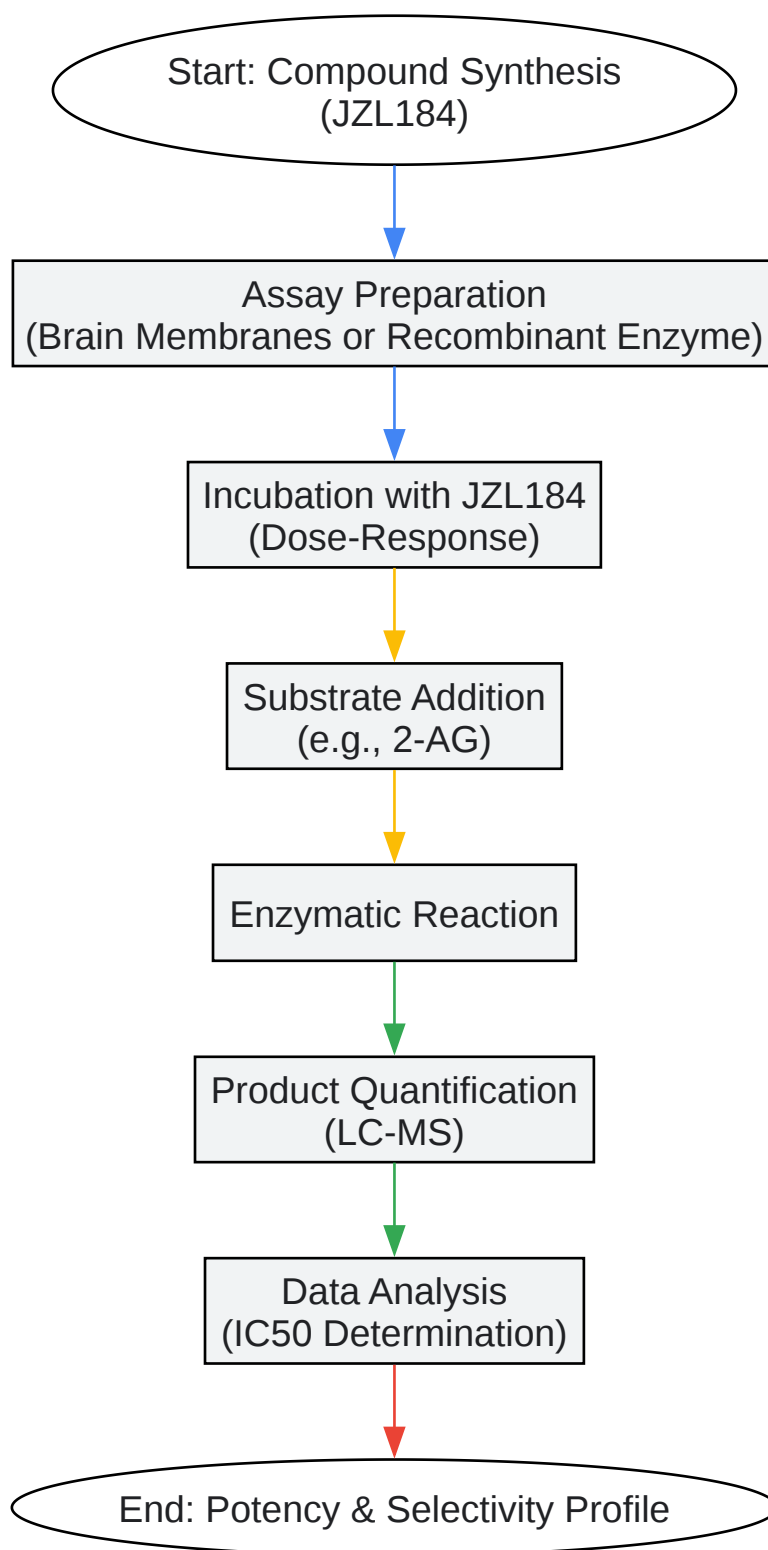 Start: Compound Synthesis
(JZL184)
Assay Preparation
(Brain Membranes or Recombinant Enzyme)
Incubation with JZL184
(Dose-Response)
Substrate Addition
(e.g., 2-AG)
Enzymatic Reaction
Product Quantification
(LC-MS)
Data Analysis
(IC50 Determination)
End: Potency & Selectivity Profile